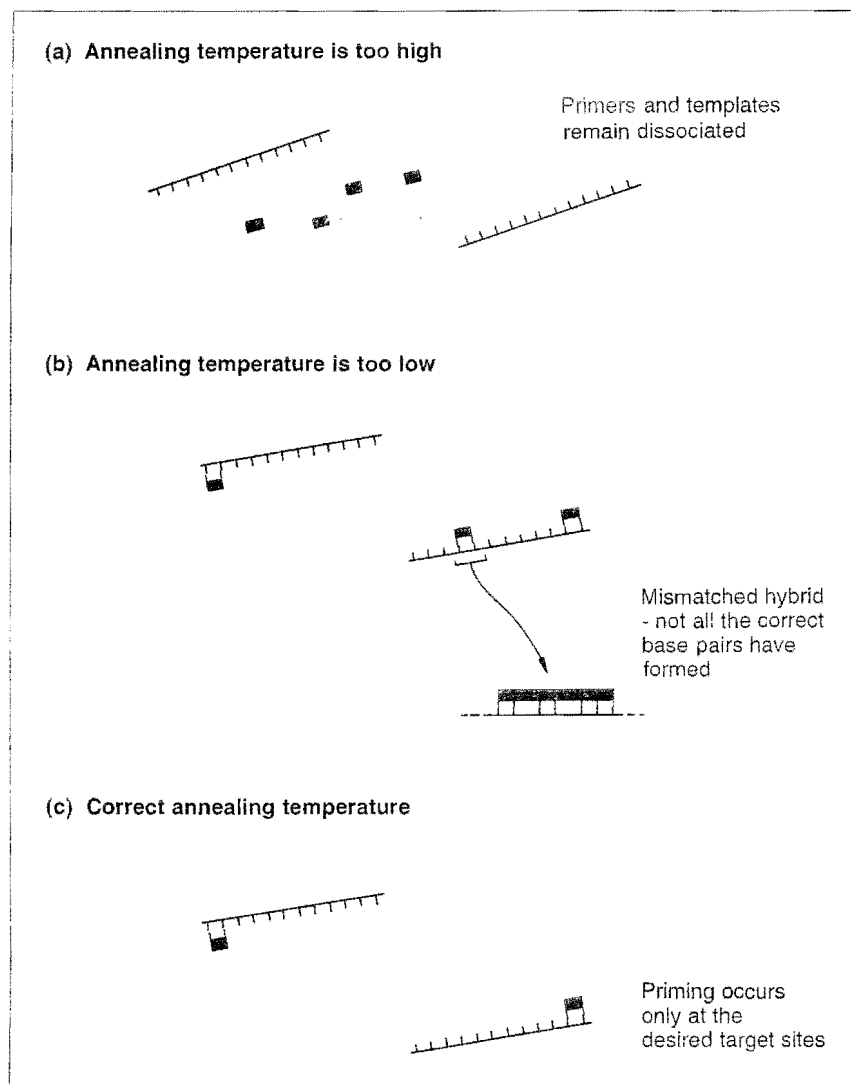 (a) Annealing temperature is too high
Primers and templates
remain dissociated
(b) Annealing temperature is too low
Mismatched hybrid
- not all the correct
base pairs have
formed
(c) Correct annealing temperature
Priming occurs
only at the
desired target sites